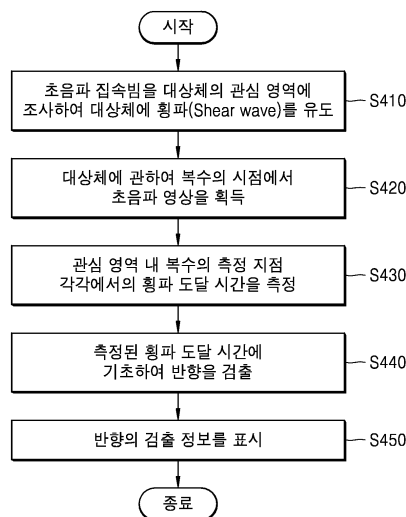 시작
초음파 집속빔을 대상체의 관심 영역에
조사하여 대상체에 횡파(Shear wave)를 유도
S410
대상체에 관하여 복수의 시점에서
초음파 영상을 획득
S420
관심 영역 내 복수의 측정 지점
각각에서의 횡파 도달 시간을 측정
S430
측정된 횡파 도달 시간에
기초하여 반향을 검출
S440
반향의 검출 정보를 표시
S450
종료